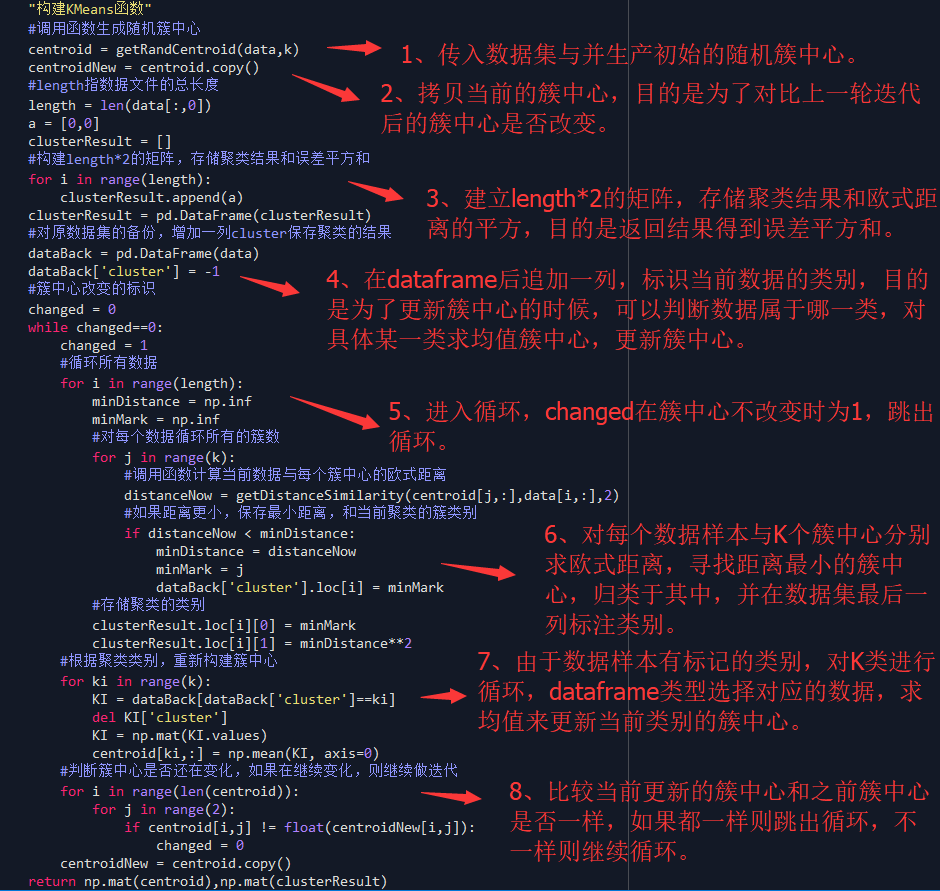 "构建KMeans函数"
#调用函数生成随机簇中心
centroid = getRandCentroid(data,k)
1、传入数据集与并生产初始的随机簇中心。
centroidNew = centroid.copy()
#length指数据文件的总长度
2、拷贝当前的簇中心，目的是为了对比上一轮迭代
后的簇中心是否改变。
length = len(data[:,0])
a = [0,0]
clusterResult = []
#构建length*2的矩阵，存储聚类结果和误差平方和
for i in range(length):
clusterResult.append(a)
3、建立length*2的矩阵，存储聚类结果和欧式距
离的平方，目的是返回结果得到误差平方和。
clusterResult = pd.DataFrame(clusterResult)
#对原数据集的备份，增加一列cluster保存聚类的结果
dataBack = pd.DataFrame(data)
dataBack['cluster'] = -1
4、在dataframe后追加一列，标识当前数据的类别，目的
是为了更新簇中心的时候，可以判断数据属于哪一类，对
具体某一类求均值簇中心，更新簇中心。
#簇中心改变的标识
changed = 0
while changed==0:
changed = 1
#循环所有数据
for i in range(length):
minDistance = np.inf
minMark = np.inf
5、进入循环，changed在簇中心不改变时为1，跳出
循环。
#对每个数据循环所有的簇数
for j in range(k):
#调用函数计算当前数据与每个簇中心的欧式距离
distanceNow = getDistanceSimilarity(centroid[j,:],data[i,:],2)
#如果距离更小，保存最小距离，和当前聚类的簇类别
if distanceNow < minDistance:
minDistance = distanceNow
minMark = j
dataBack['cluster'].loc[i] = minMark
6、对每个数据样本与K个簇中心分别
求欧式距离，寻找距离最小的簇中
心，归类于其中，并在数据集最后一
列标注类别。
#存储聚类的类别
clusterResult.loc[i][0] = minMark
clusterResult.loc[i][1] = minDistance**2
#根据聚类类别，重新构建簇中心
for ki in range(k):
KI = dataBack[dataBack['cluster']==ki]
del KI['cluster']
KI = np.mat(KI.values)
centroid[ki,:] = np.mean(KI, axis=0)
7、由于数据样本有标记的类别，对K类进行
循环，dataframe类型选择对应的数据，求
均值来更新当前类别的簇中心。
#判断簇中心是否还在变化，如果在继续变化，则继续做迭代
for i in range(len(centroid)):
for j in range(2):
if centroid[i,j] != float(centroidNew[i,j]):
changed = 0
8、比较当前更新的簇中心和之前簇中心
是否一样，如果都一样则跳出循环，不
一样则继续循环。
centroidNew = centroid.copy()
return np.mat(centroid),np.mat(clusterResult)